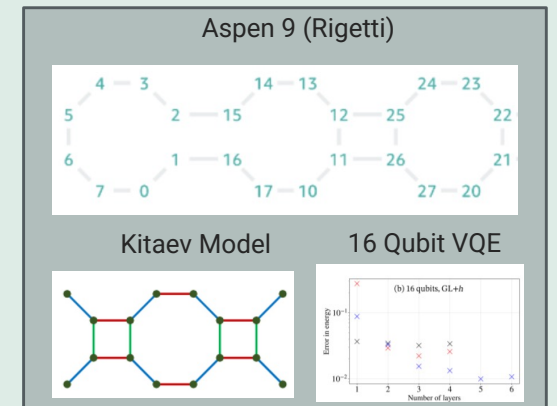 Aspen 9 (Rigetti)
4 3 14 13 24 23
5 2 15 12 25 22
6 1 16 11 26 21
7 0 17 10 27 20
Kitaev Model 16 Qubit VQE
(b) 16 qubits, GL+h
Error in energy
10⁻¹
10⁻²
1 2 3 4 5 6
Number of layers